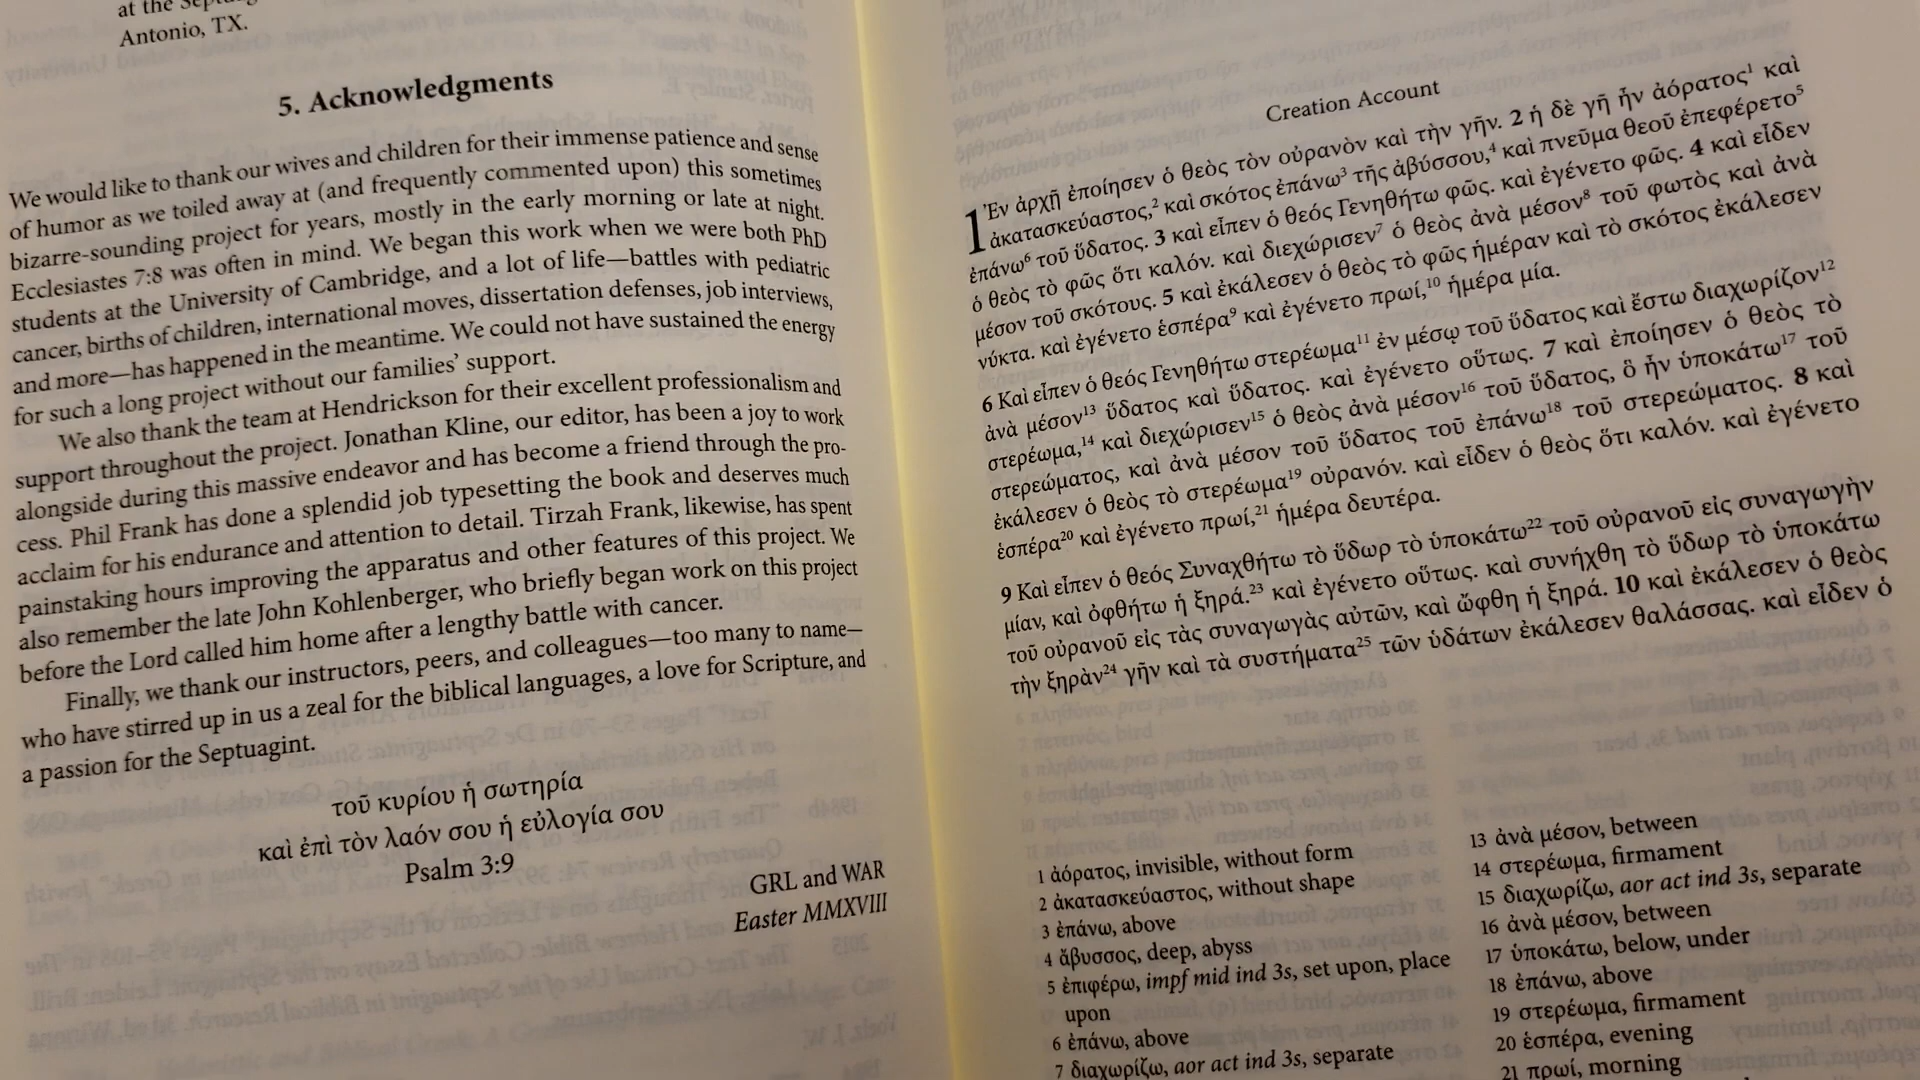 at the
Antonio, TX.
5. Acknowledgments
We would like to thank our wives and children for their immense patience and sense
of humor as we toiled away at (and frequently commented upon) this sometimes
bizarre-sounding project for years, mostly in the early morning or late at night.
Ecclesiastes 7:8 was often in mind. We began this work when we were both PhD
students at the University of Cambridge, and a lot of life—battles with pediatric
cancer, births of children, international moves, dissertation defenses, job interviews,
and more—has happened in the meantime. We could not have sustained the energy
for such a long project without our families’ support.
We also thank the team at Hendrickson for their excellent professionalism and
support throughout the project. Jonathan Kline, our editor, has been a joy to work
alongside during this massive endeavor and has become a friend through the pro-
cess. Phil Frank has done a splendid job typesetting the book and deserves much
acclaim for his endurance and attention to detail. Tirzah Frank, likewise, has spent
painstaking hours improving the apparatus and other features of this project. We
also remember the late John Kohlenberger, who briefly began work on this project
before the Lord called him home after a lengthy battle with cancer.
Finally, we thank our instructors, peers, and colleagues—too many to name—
who have stirred up in us a zeal for the biblical languages, a love for Scripture, and
a passion for the Septuagint.
τοῦ κυρίου ἡ σωτηρία
καὶ ἐπὶ τὸν λαόν σου ἡ εὐλογία σου
Psalm 3:9
GRL and WAR
Easter MMXVIII
Creation Account
1 Ἐν ἀρχῇ ἐποίησεν ὁ θεὸς τὸν οὐρανὸν καὶ τὴν γῆν. 2 ἡ δὲ γῆ ἦν ἀόρατος¹ καὶ
ἀκατασκεύαστος,² καὶ σκότος ἐπάνω³ τῆς ἀβύσσου,⁴ καὶ πνεῦμα θεοῦ ἐπεφέρετο⁵
ἐπάνω⁶ τοῦ ὕδατος. 3 καὶ εἶπεν ὁ θεός Γενηθήτω φῶς. καὶ ἐγένετο φῶς. 4 καὶ εἶδεν
ὁ θεὸς τὸ φῶς ὅτι καλόν. καὶ διεχώρισεν⁷ ὁ θεὸς ἀνὰ μέσον⁸ τοῦ φωτὸς καὶ ἀνὰ
μέσον τοῦ σκότους. 5 καὶ ἐκάλεσεν ὁ θεὸς τὸ φῶς ἡμέραν καὶ τὸ σκότος ἐκάλεσεν
νύκτα. καὶ ἐγένετο ἑσπέρα⁹ καὶ ἐγένετο πρωί,¹⁰ ἡμέρα μία.
6 Καὶ εἶπεν ὁ θεός Γενηθήτω στερέωμα¹¹ ἐν μέσῳ τοῦ ὕδατος καὶ ἔστω διαχωρίζον¹²
ἀνὰ μέσον¹³ ὕδατος καὶ ὕδατος. καὶ ἐγένετο οὕτως. 7 καὶ ἐποίησεν ὁ θεὸς τὸ
στερέωμα,¹⁴ καὶ διεχώρισεν¹⁵ ὁ θεὸς ἀνὰ μέσον¹⁶ τοῦ ὕδατος, ὃ ἦν ὑποκάτω¹⁷ τοῦ
στερεώματος, καὶ ἀνὰ μέσον τοῦ ὕδατος τοῦ ἐπάνω¹⁸ τοῦ στερεώματος. 8 καὶ
ἐκάλεσεν ὁ θεὸς τὸ στερέωμα¹⁹ οὐρανόν. καὶ εἶδεν ὁ θεὸς ὅτι καλόν. καὶ ἐγένετο
ἑσπέρα²⁰ καὶ ἐγένετο πρωί,²¹ ἡμέρα δευτέρα.
9 Καὶ εἶπεν ὁ θεός Συναχθήτω τὸ ὕδωρ τὸ ὑποκάτω²² τοῦ οὐρανοῦ εἰς συναγωγὴν
μίαν, καὶ ὀφθήτω ἡ ξηρά.²³ καὶ ἐγένετο οὕτως. καὶ συνήχθη τὸ ὕδωρ τὸ ὑποκάτω
τοῦ οὐρανοῦ εἰς τὰς συναγωγὰς αὐτῶν, καὶ ὤφθη ἡ ξηρά. 10 καὶ ἐκάλεσεν ὁ θεὸς
τὴν ξηρὰν²⁴ γῆν καὶ τὰ συστήματα²⁵ τῶν ὑδάτων ἐκάλεσεν θαλάσσας. καὶ εἶδεν ὁ
1 ἀόρατος, invisible, without form
2 ἀκατασκεύαστος, without shape
3 ἐπάνω, above
4 ἄβυσσος, deep, abyss
5 ἐπιφέρω, impf mid ind 3s, set upon, place
upon
6 ἐπάνω, above
7 διαχωρίζω, aor act ind 3s, separate
13 ἀνὰ μέσον, between
14 στερέωμα, firmament
15 διαχωρίζω, aor act ind 3s, separate
16 ἀνὰ μέσον, between
17 ὑποκάτω, below, under
18 ἐπάνω, above
19 στερέωμα, firmament
20 ἑσπέρα, evening
21 πρωί, morning